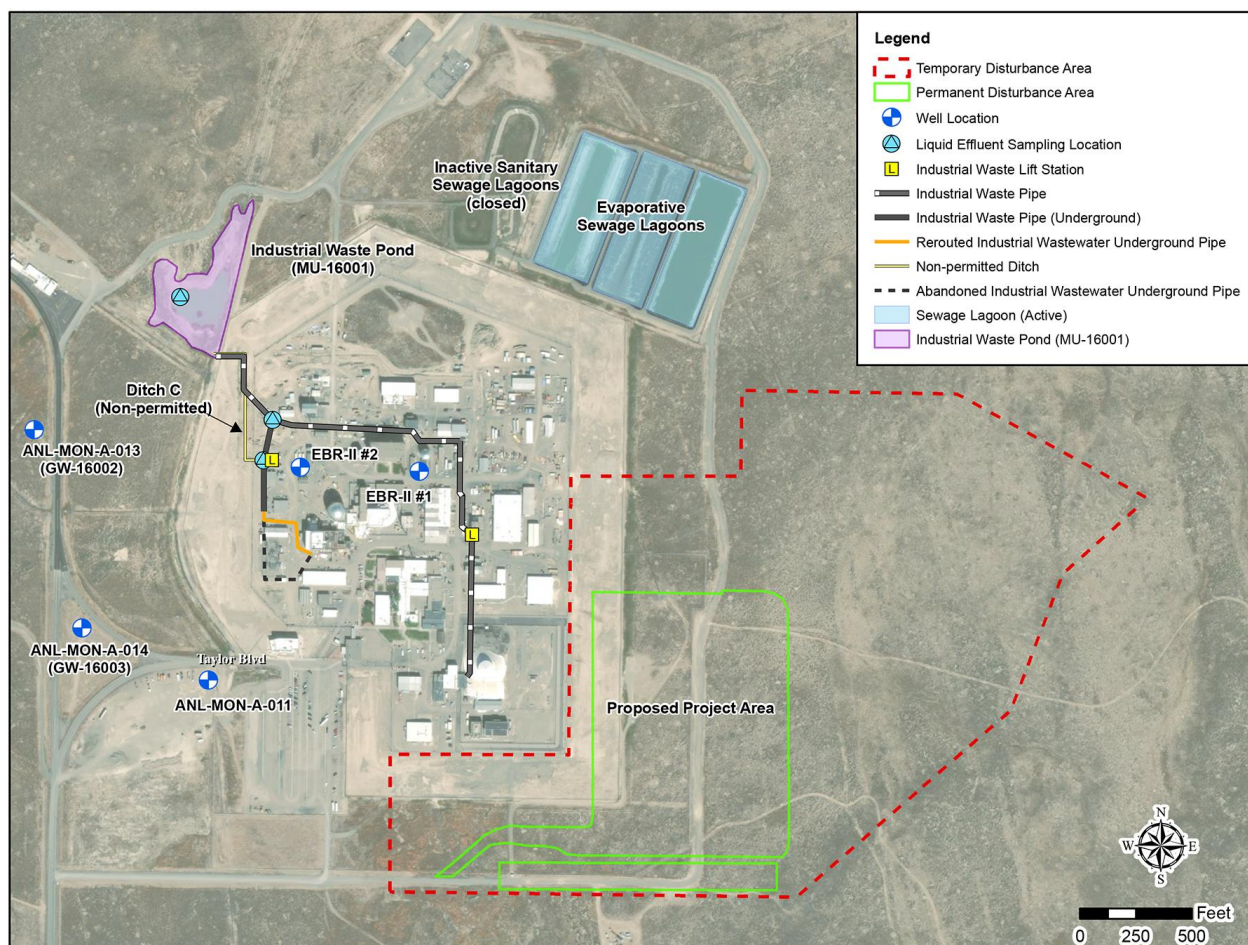 Legend
Temporary Disturbance Area
Permanent Disturbance Area
Well Location
Liquid Effluent Sampling Location
L
Industrial Waste Lift Station
Industrial Waste Pipe
Industrial Waste Pipe (Underground)
Rerouted Industrial Wastewater Underground Pipe
Non-permitted Ditch
Abandoned Industrial Wastewater Underground Pipe
Sewage Lagoon (Active)
Industrial Waste Pond (MU-16001)
Inactive Sanitary
Sewage Lagoons
(closed)
Evaporative
Sewage Lagoons
Industrial Waste Pond
(MU-16001)
Ditch C
(Non-permitted)
ANL-MON-A-013
(GW-16002)
L
EBR-II #2
EBR-II #1
L
ANL-MON-A-014
(GW-16003)
Taylor Blvd
ANL-MON-A-011
Proposed Project Area
N
W
E
S
Feet
0
250
500